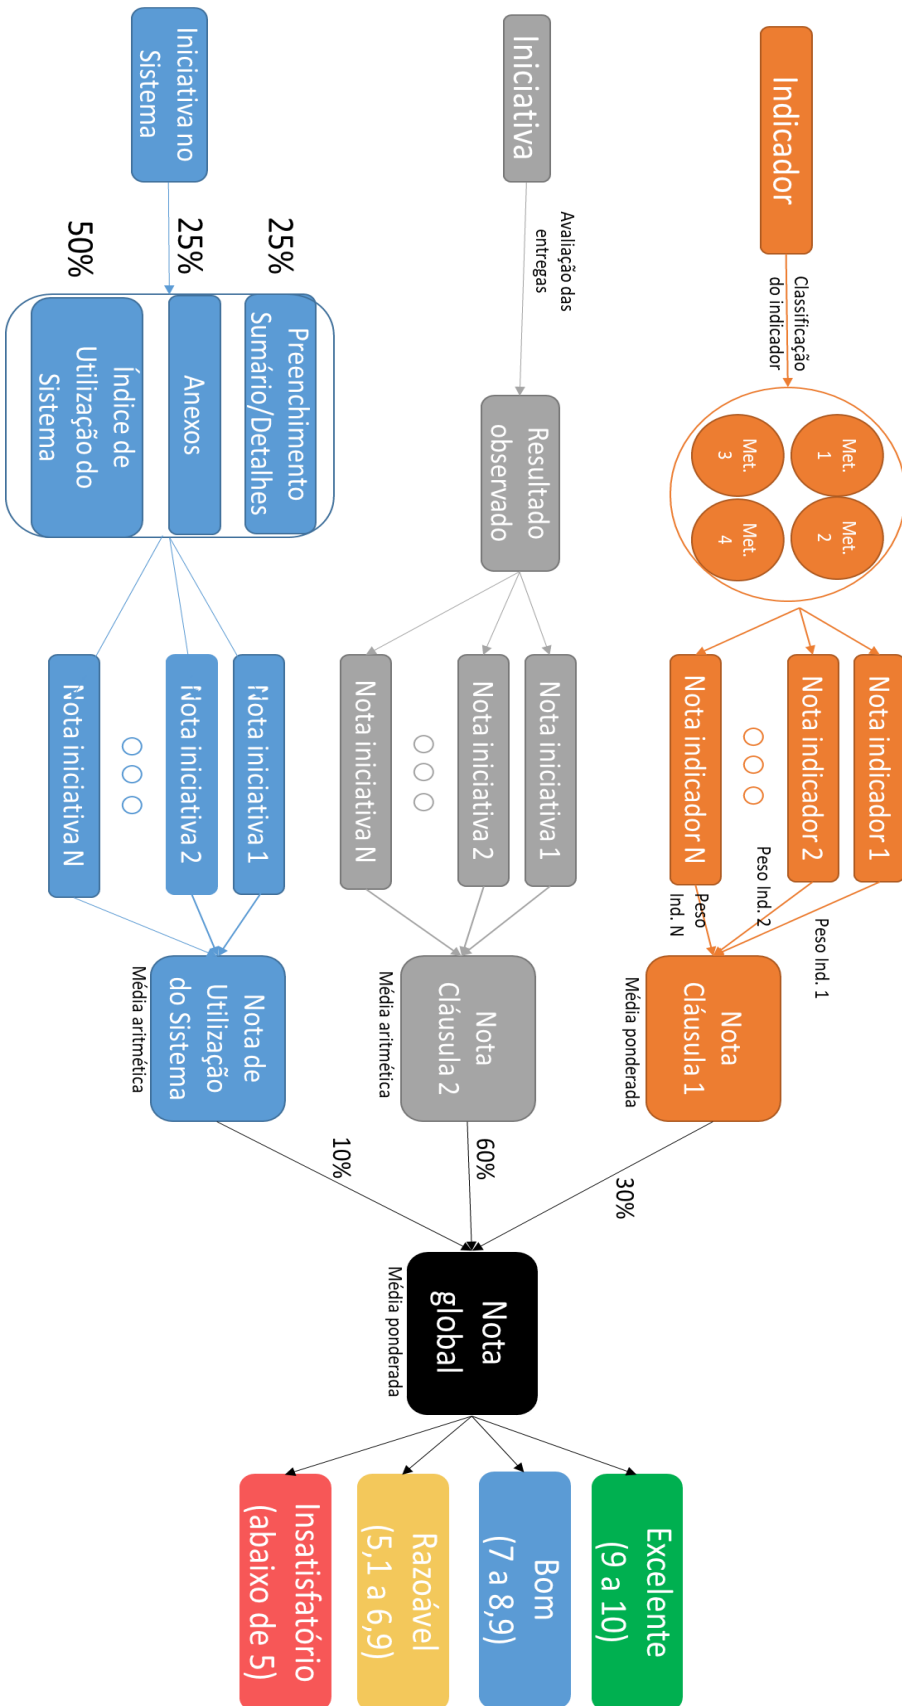 Indicador
Classificação
do indicador
Met.
1
Met.
2
Met.
3
Met.
4
Nota indicador 1
Nota indicador 2
Nota indicador N
Peso Ind. 1
Peso Ind. 2
Peso
Ind. N
Nota
Cláusula 1
Média ponderada
30%
Iniciativa
Avaliação das
entregas
Resultado
observado
Nota iniciativa 1
Nota iniciativa 2
Nota iniciativa N
Nota
Cláusula 2
Média aritmética
60%
Iniciativa no
Sistema
25%
25%
50%
Preenchimento
Sumário/Detalhes
Anexos
Índice de
Utilização do
Sistema
Nota iniciativa 1
Nota iniciativa 2
Nota iniciativa N
Nota de
Utilização
do Sistema
Média aritmética
10%
Nota
global
Média ponderada
Excelente
(9 a 10)
Bom
(7 a 8,9)
Razoável
(5,1 a 6,9)
Insatisfatório
(abaixo de 5)